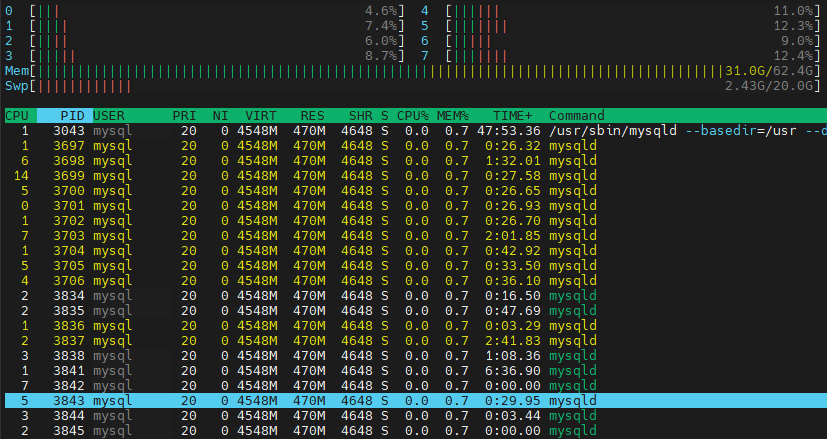 0 [||| 4.6%] 4 [|||||| 11.0%]
1 [|||| 7.4%] 5 [||||||| 12.3%]
2 [|||| 6.0%] 6 [||||| 9.0%]
3 [||||| 8.7%] 7 [||||||| 12.4%]
Mem[31.0G/62.4G]
Swp[|||||||||||| 2.43G/20.0G]
CPU PID USER PRI NI VIRT RES SHR S CPU% MEM% TIME+ Command
1 3043 mysql 20 0 4548M 470M 4648 S 0.0 0.7 47:53.36 /usr/sbin/mysqld --basedir=/usr --d
1 3697 mysql 20 0 4548M 470M 4648 S 0.0 0.7 0:26.32 mysqld
6 3698 mysql 20 0 4548M 470M 4648 S 0.0 0.7 1:32.01 mysqld
14 3699 mysql 20 0 4548M 470M 4648 S 0.0 0.7 0:27.58 mysqld
5 3700 mysql 20 0 4548M 470M 4648 S 0.0 0.7 0:26.65 mysqld
0 3701 mysql 20 0 4548M 470M 4648 S 0.0 0.7 0:26.93 mysqld
1 3702 mysql 20 0 4548M 470M 4648 S 0.0 0.7 0:26.70 mysqld
7 3703 mysql 20 0 4548M 470M 4648 S 0.0 0.7 2:01.85 mysqld
1 3704 mysql 20 0 4548M 470M 4648 S 0.0 0.7 0:42.92 mysqld
5 3705 mysql 20 0 4548M 470M 4648 S 0.0 0.7 0:33.50 mysqld
4 3706 mysql 20 0 4548M 470M 4648 S 0.0 0.7 0:36.10 mysqld
2 3834 mysql 20 0 4548M 470M 4648 S 0.0 0.7 0:16.50 mysqld
2 3835 mysql 20 0 4548M 470M 4648 S 0.0 0.7 0:47.69 mysqld
1 3836 mysql 20 0 4548M 470M 4648 S 0.0 0.7 0:03.29 mysqld
2 3837 mysql 20 0 4548M 470M 4648 S 0.0 0.7 2:41.83 mysqld
3 3838 mysql 20 0 4548M 470M 4648 S 0.0 0.7 1:08.36 mysqld
1 3841 mysql 20 0 4548M 470M 4648 S 0.0 0.7 6:36.90 mysqld
7 3842 mysql 20 0 4548M 470M 4648 S 0.0 0.7 0:00.00 mysqld
5 3843 mysql 20 0 4548M 470M 4648 S 0.0 0.7 0:29.95 mysqld
3 3844 mysql 20 0 4548M 470M 4648 S 0.0 0.7 0:03.44 mysqld
2 3845 mysql 20 0 4548M 470M 4648 S 0.0 0.7 0:00.00 mysqld